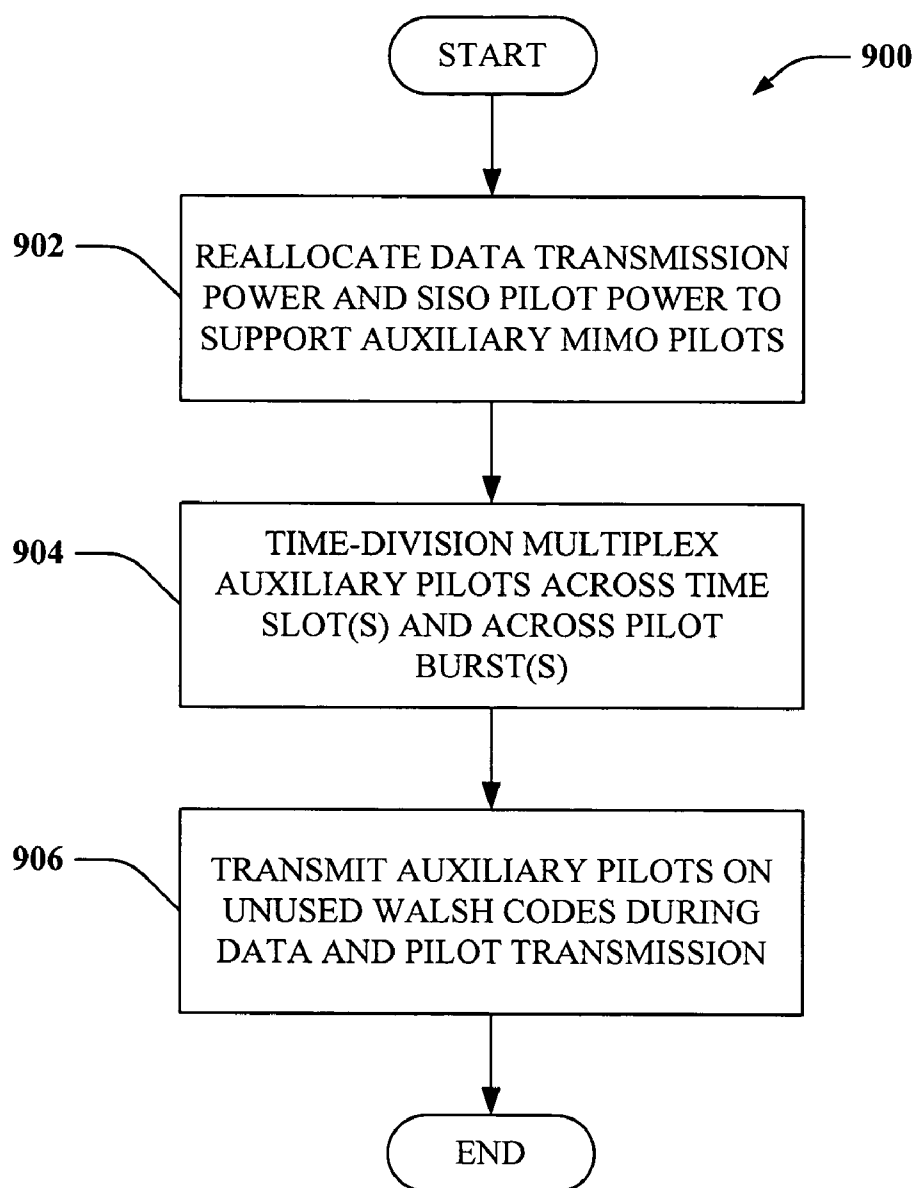 START
900
902
REALLOCATE DATA TRANSMISSION
POWER AND SISO PILOT POWER TO
SUPPORT AUXILIARY MIMO PILOTS
904
TIME-DIVISION MULTIPLEX
AUXILIARY PILOTS ACROSS TIME
SLOT(S) AND ACROSS PILOT
BURST(S)
906
TRANSMIT AUXILIARY PILOTS ON
UNUSED WALSH CODES DURING
DATA AND PILOT TRANSMISSION
END